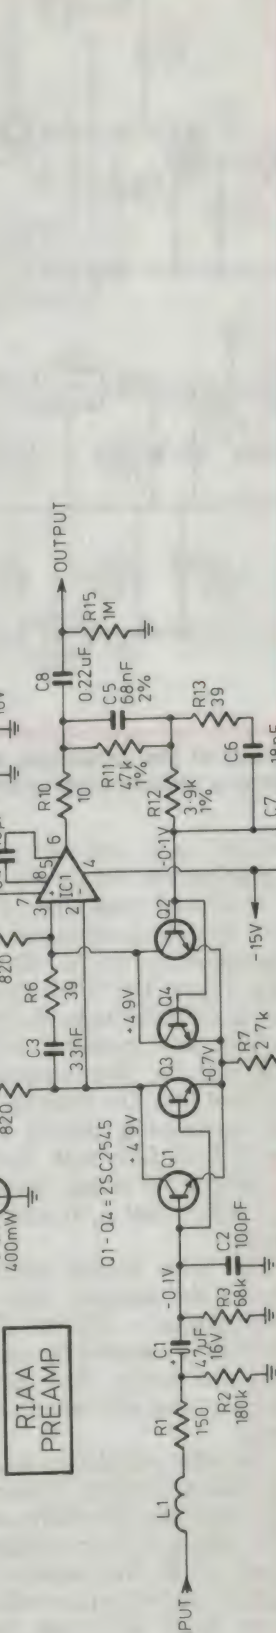 RIAA
PREAMP
400mW
820
820
Q1-Q4 = 2SC2545
C3
3.3nF
R6
39
7
3
2
+
-
IC1
8
5
6
4
R10
10
C8
0.22uF
OUTPUT
R15
1M
R11
47k
1%
C5
68nF
2%
R12
3.9k
1%
R13
39
C6
C7
-0.1V
Q2
Q4
+4.9V
Q3
+4.9V
Q1
-0.7V
R7
2.7k
-15V
-0.1V
C1
+
47uF
16V
C2
100pF
R3
68k
R2
180k
R1
150
L1
PUT